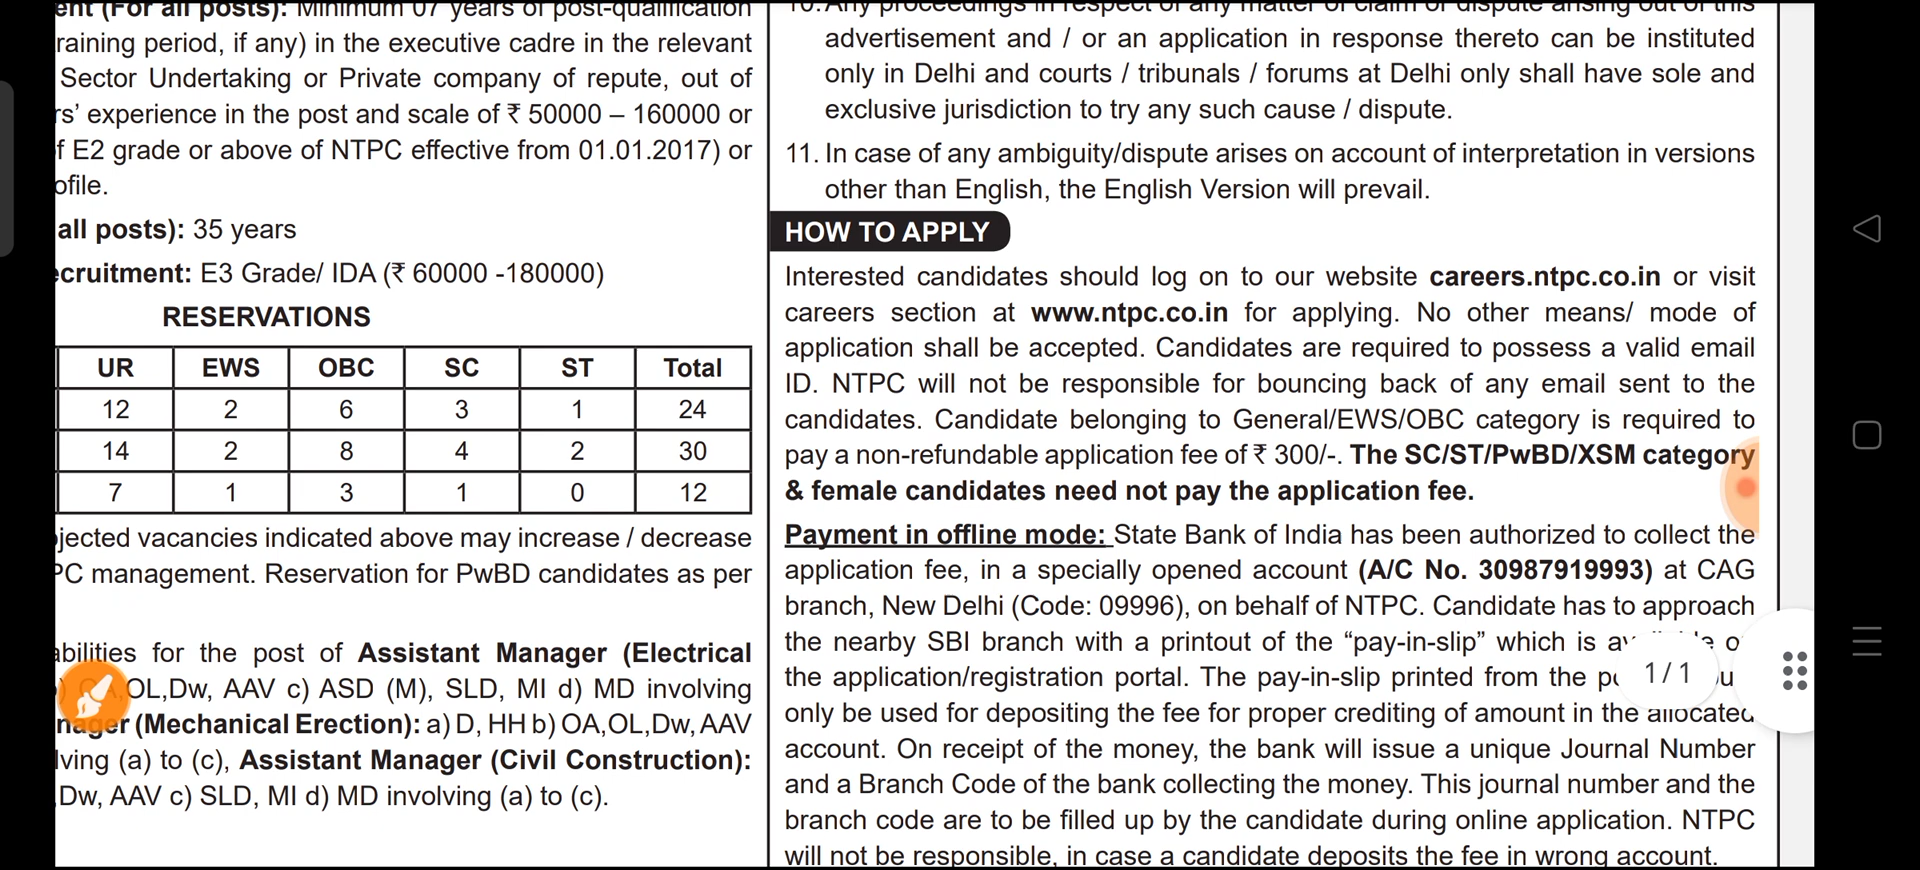 ent (For all posts): Minimum 07 years of post-qualification
raining period, if any) in the executive cadre in the relevant
Sector Undertaking or Private company of repute, out of
rs' experience in the post and scale of ₹ 50000 – 160000 or
f E2 grade or above of NTPC effective from 01.01.2017) or
ofile.
all posts): 35 years
ecruitment: E3 Grade/ IDA (₹ 60000 -180000)
RESERVATIONS
UR EWS OBC SC ST Total
12 2 6 3 1 24
14 2 8 4 2 30
7 1 3 1 0 12
jected vacancies indicated above may increase / decrease
PC management. Reservation for PwBD candidates as per
abilities for the post of Assistant Manager (Electrical
OL,Dw, AAV c) ASD (M), SLD, MI d) MD involving
nager (Mechanical Erection): a) D, HH b) OA,OL,Dw, AAV
lving (a) to (c), Assistant Manager (Civil Construction):
Dw, AAV c) SLD, MI d) MD involving (a) to (c).
10. Any proceedings in respect of any matter of claim or dispute arising out of this
advertisement and / or an application in response thereto can be instituted
only in Delhi and courts / tribunals / forums at Delhi only shall have sole and
exclusive jurisdiction to try any such cause / dispute.
11. In case of any ambiguity/dispute arises on account of interpretation in versions
other than English, the English Version will prevail.
HOW TO APPLY
Interested candidates should log on to our website careers.ntpc.co.in or visit
careers section at www.ntpc.co.in for applying. No other means/ mode of
application shall be accepted. Candidates are required to possess a valid email
ID. NTPC will not be responsible for bouncing back of any email sent to the
candidates. Candidate belonging to General/EWS/OBC category is required to
pay a non-refundable application fee of ₹ 300/-. The SC/ST/PwBD/XSM category
& female candidates need not pay the application fee.
Payment in offline mode: State Bank of India has been authorized to collect the
application fee, in a specially opened account (A/C No. 30987919993) at CAG
branch, New Delhi (Code: 09996), on behalf of NTPC. Candidate has to approach
the nearby SBI branch with a printout of the “pay-in-slip” which is
the application/registration portal. The pay-in-slip printed from the
1/1
only be used for depositing the fee for proper crediting of amount in the allocated
account. On receipt of the money, the bank will issue a unique Journal Number
and a Branch Code of the bank collecting the money. This journal number and the
branch code are to be filled up by the candidate during online application. NTPC
will not be responsible, in case a candidate deposits the fee in wrong account.